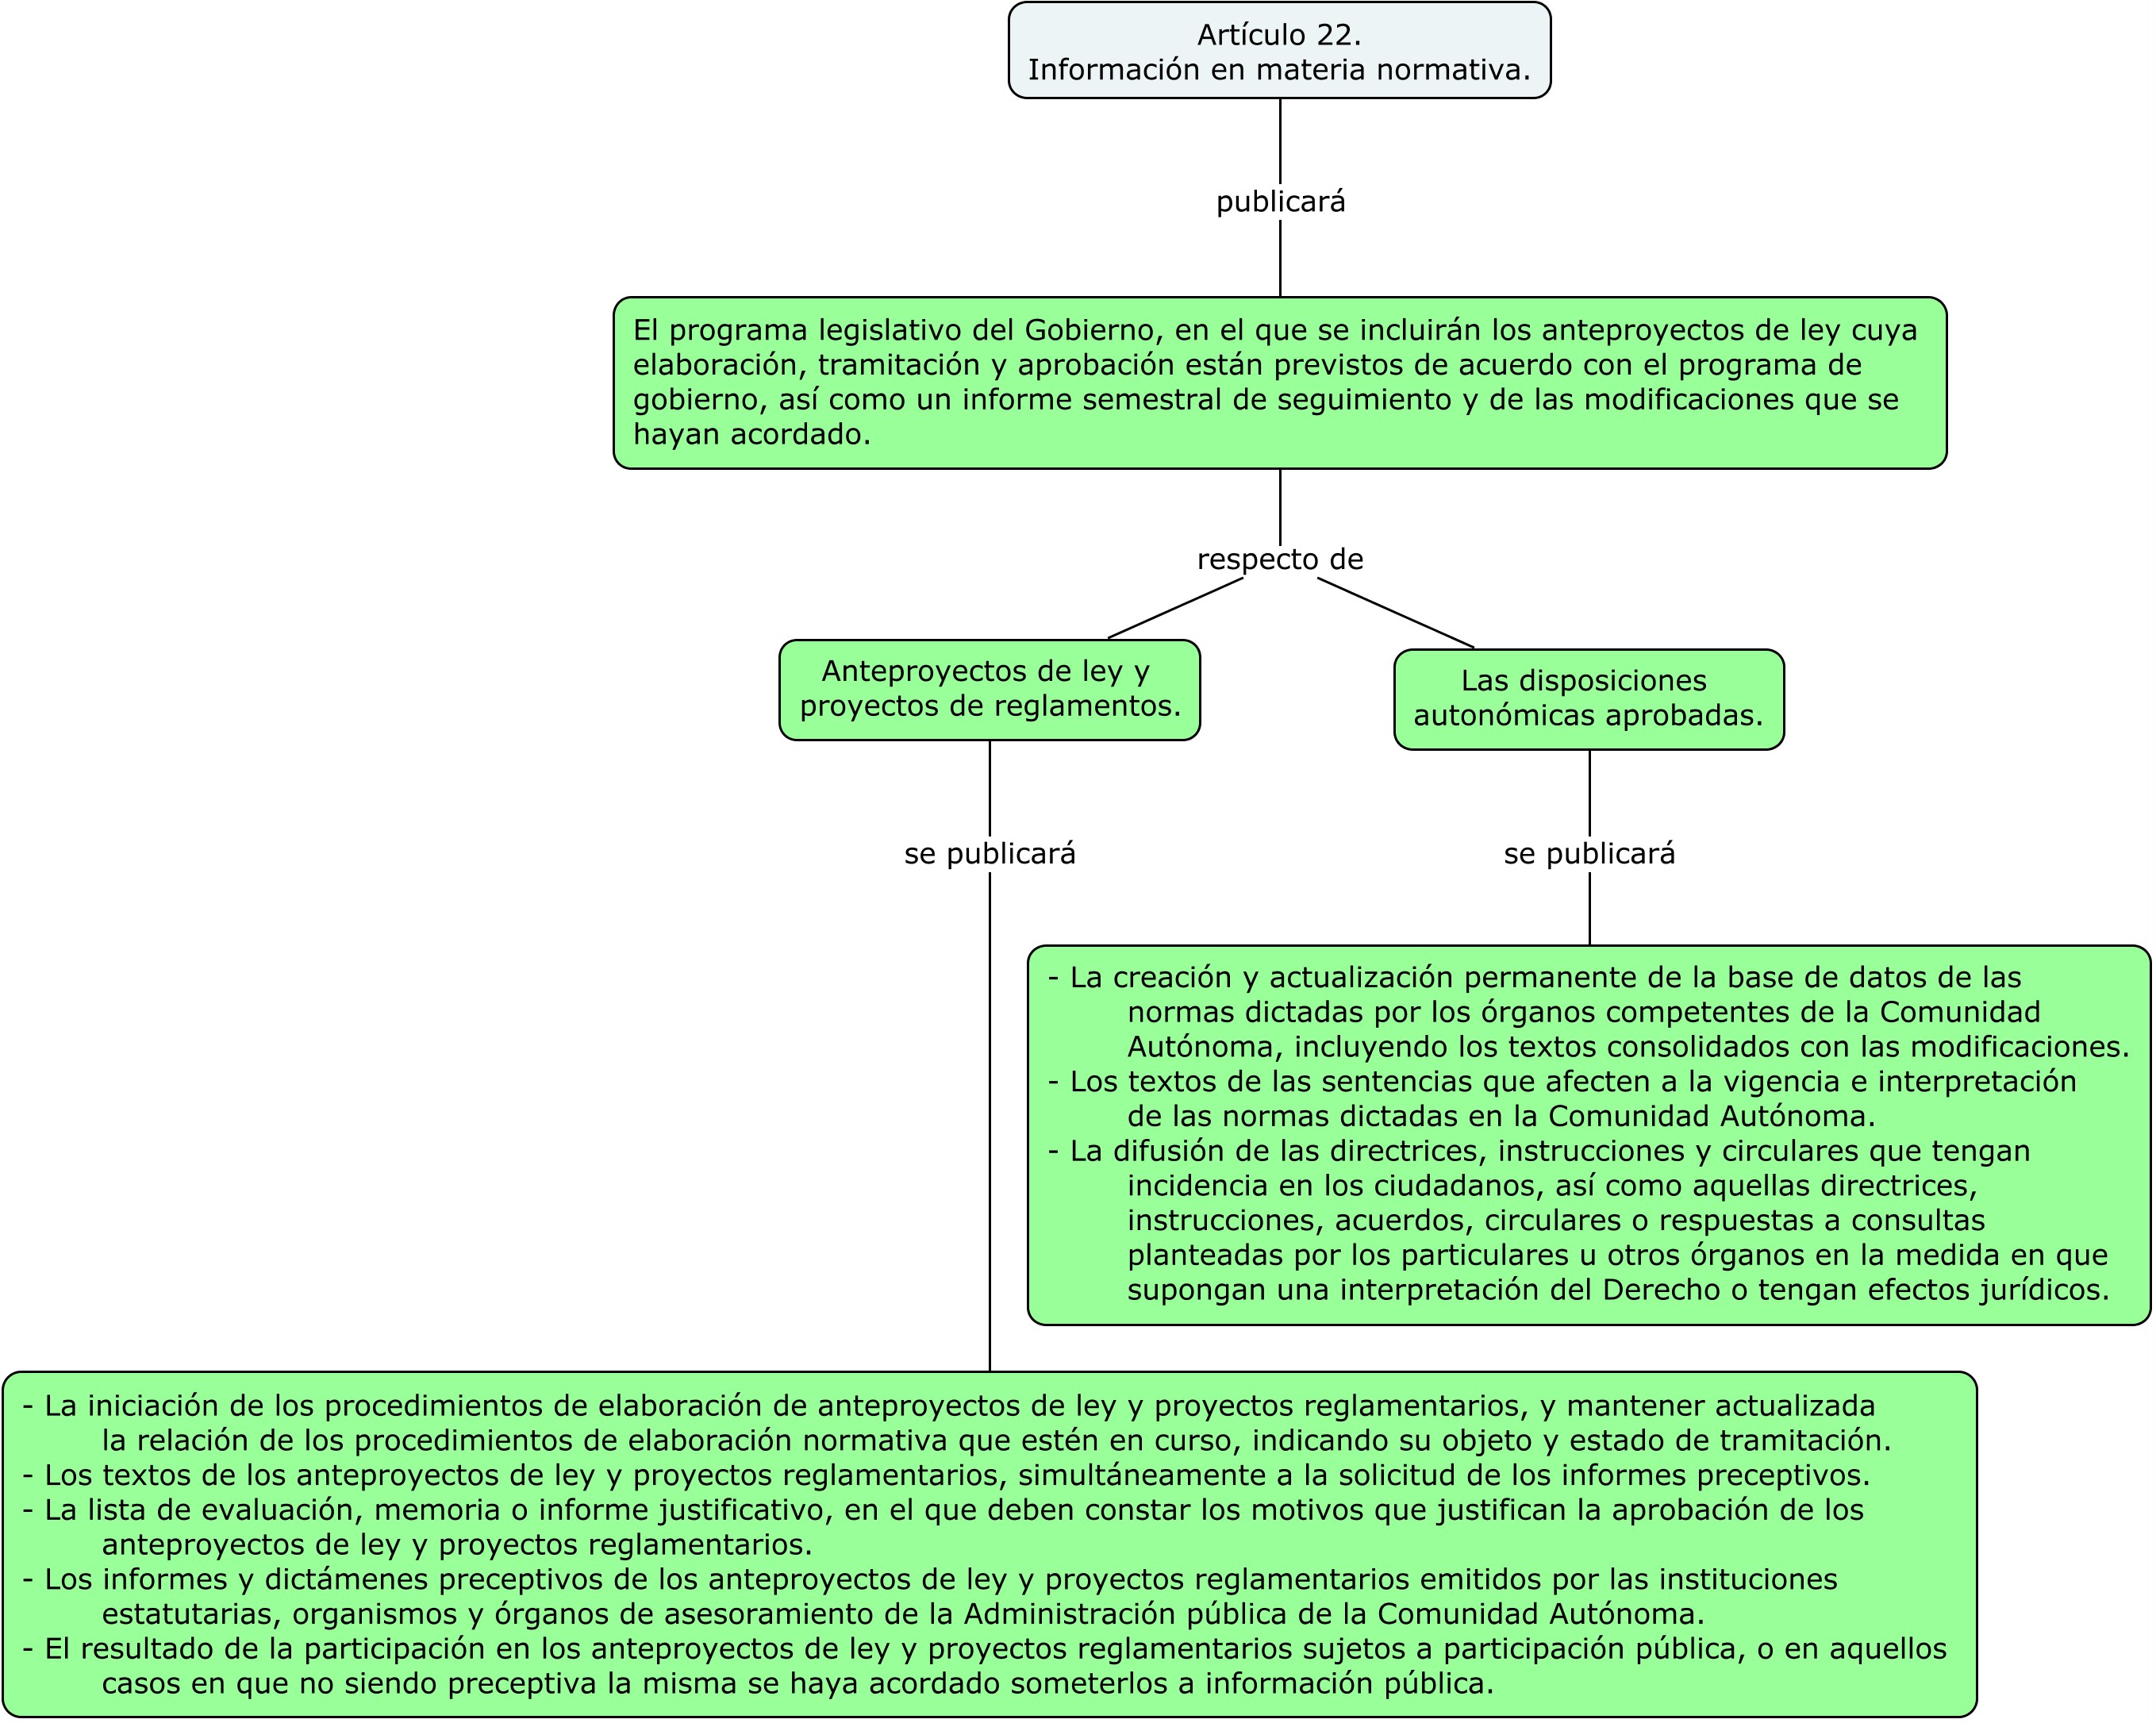 Artículo 22.
Información en materia normativa.
publicará
El programa legislativo del Gobierno, en el que se incluirán los anteproyectos de ley cuya
elaboración, tramitación y aprobación están previstos de acuerdo con el programa de
gobierno, así como un informe semestral de seguimiento y de las modificaciones que se
hayan acordado.
respecto de
Anteproyectos de ley y
proyectos de reglamentos.
Las disposiciones
autonómicas aprobadas.
se publicará
se publicará
- La creación y actualización permanente de la base de datos de las
normas dictadas por los órganos competentes de la Comunidad
Autónoma, incluyendo los textos consolidados con las modificaciones.
- Los textos de las sentencias que afecten a la vigencia e interpretación
de las normas dictadas en la Comunidad Autónoma.
- La difusión de las directrices, instrucciones y circulares que tengan
incidencia en los ciudadanos, así como aquellas directrices,
instrucciones, acuerdos, circulares o respuestas a consultas
planteadas por los particulares u otros órganos en la medida en que
supongan una interpretación del Derecho o tengan efectos jurídicos.
- La iniciación de los procedimientos de elaboración de anteproyectos de ley y proyectos reglamentarios, y mantener actualizada
la relación de los procedimientos de elaboración normativa que estén en curso, indicando su objeto y estado de tramitación.
- Los textos de los anteproyectos de ley y proyectos reglamentarios, simultáneamente a la solicitud de los informes preceptivos.
- La lista de evaluación, memoria o informe justificativo, en el que deben constar los motivos que justifican la aprobación de los
anteproyectos de ley y proyectos reglamentarios.
- Los informes y dictámenes preceptivos de los anteproyectos de ley y proyectos reglamentarios emitidos por las instituciones
estatutarias, organismos y órganos de asesoramiento de la Administración pública de la Comunidad Autónoma.
- El resultado de la participación en los anteproyectos de ley y proyectos reglamentarios sujetos a participación pública, o en aquellos
casos en que no siendo preceptiva la misma se haya acordado someterlos a información pública.